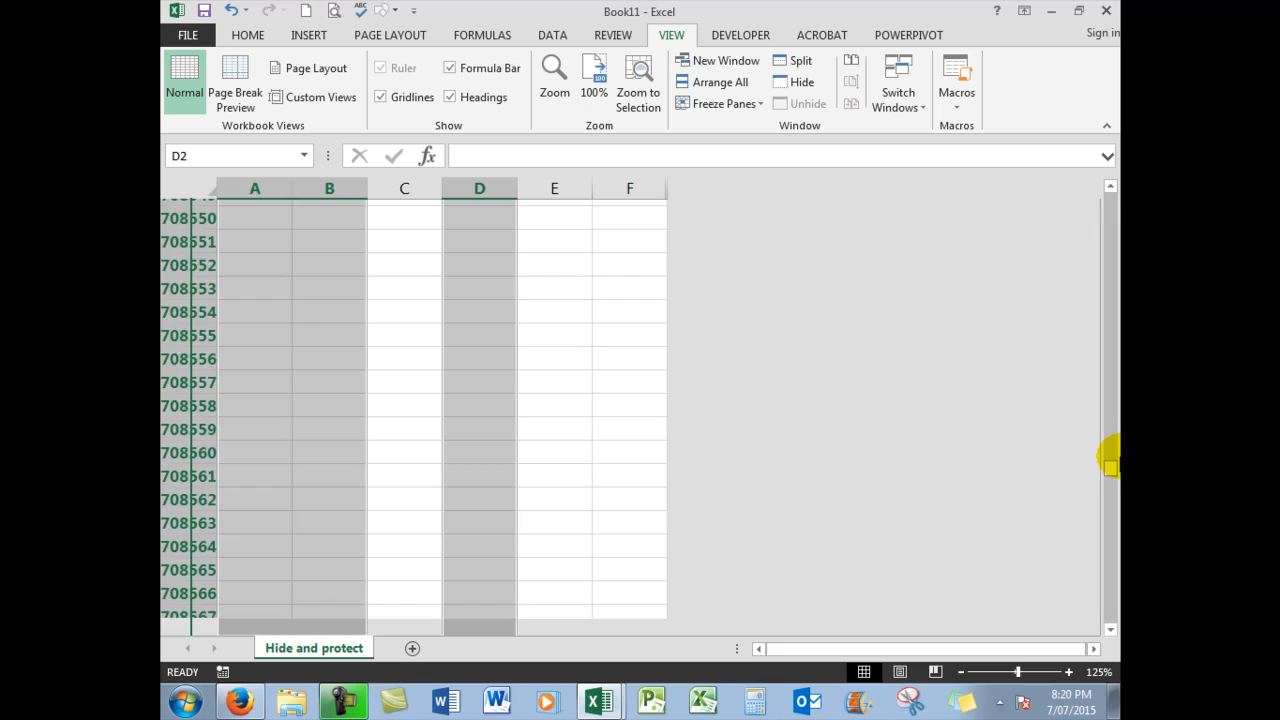 Book11 - Excel
?
FILE HOME INSERT PAGE LAYOUT FORMULAS DATA REVIEW VIEW DEVELOPER ACROBAT POWERPIVOT Sign in
Normal
Page Break Preview
Page Layout
Custom Views
Workbook Views
Ruler
Formula Bar
Gridlines
Headings
Show
Zoom
100
100%
Zoom to Selection
Zoom
New Window
Arrange All
Freeze Panes
Split
Hide
Unhide
Switch Windows
Window
Macros
Macros
D2
fx
A B C D E F
708550
708551
708552
708553
708554
708555
708556
708557
708558
708559
708560
708561
708562
708563
708564
708565
708566
708567
Hide and protect
READY
125%
8:20 PM
7/07/2015